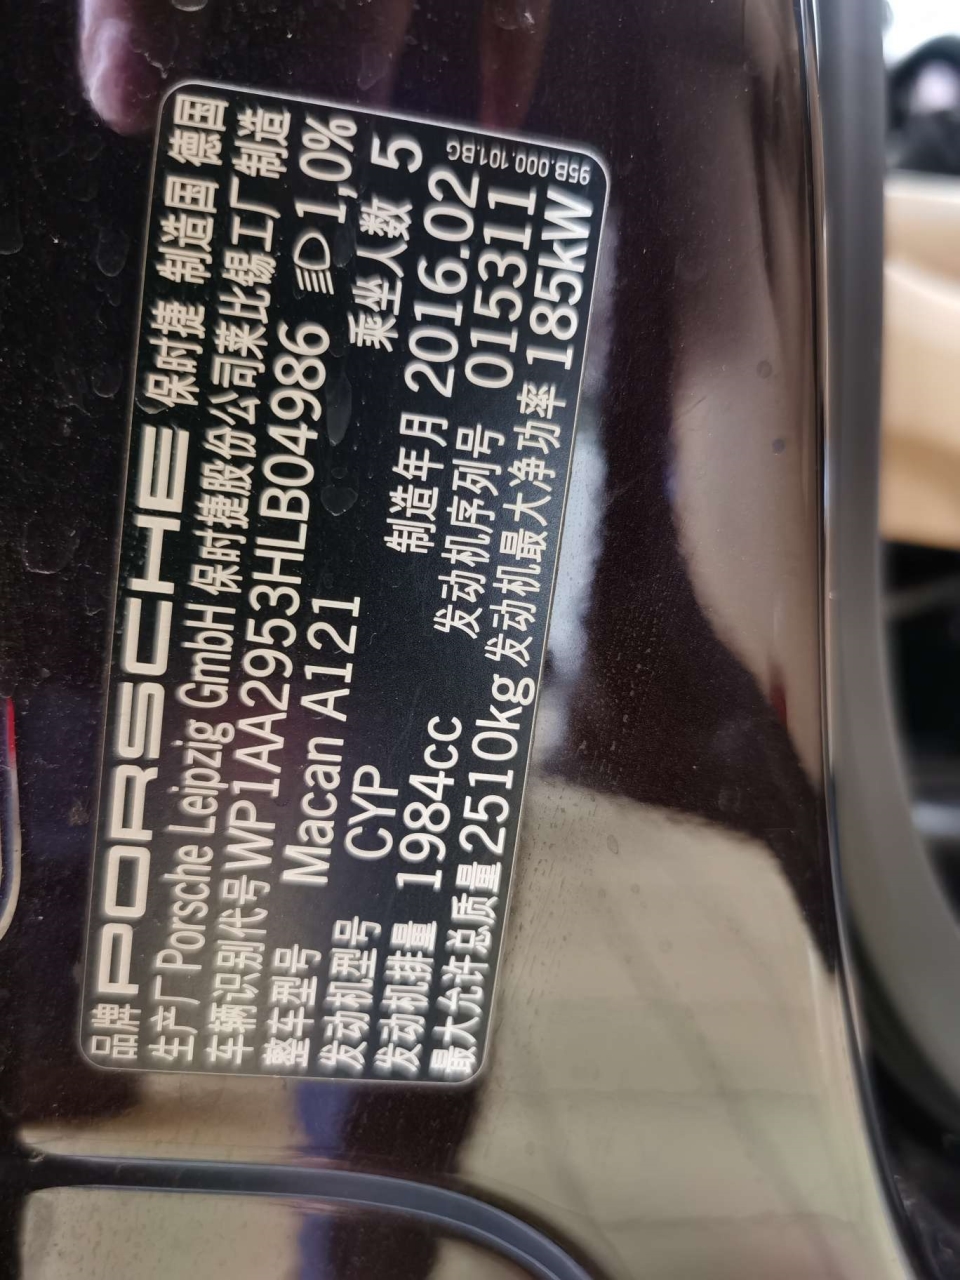 品牌 PORSCHE 保时捷 制造国 德国
生产厂 Porsche Leipzig GmbH 保时捷股份公司莱比锡工厂制造
车辆识别代号 WP1AA2953HLB04986 1,0%
整车型号 Macan A121 乘坐人数 5
发动机型号 CYP 制造年月 2016.02
发动机排量 1984cc 发动机序列号 015311
最大允许总质量 2510kg 发动机最大净功率 185kW
95B.000.101.BG